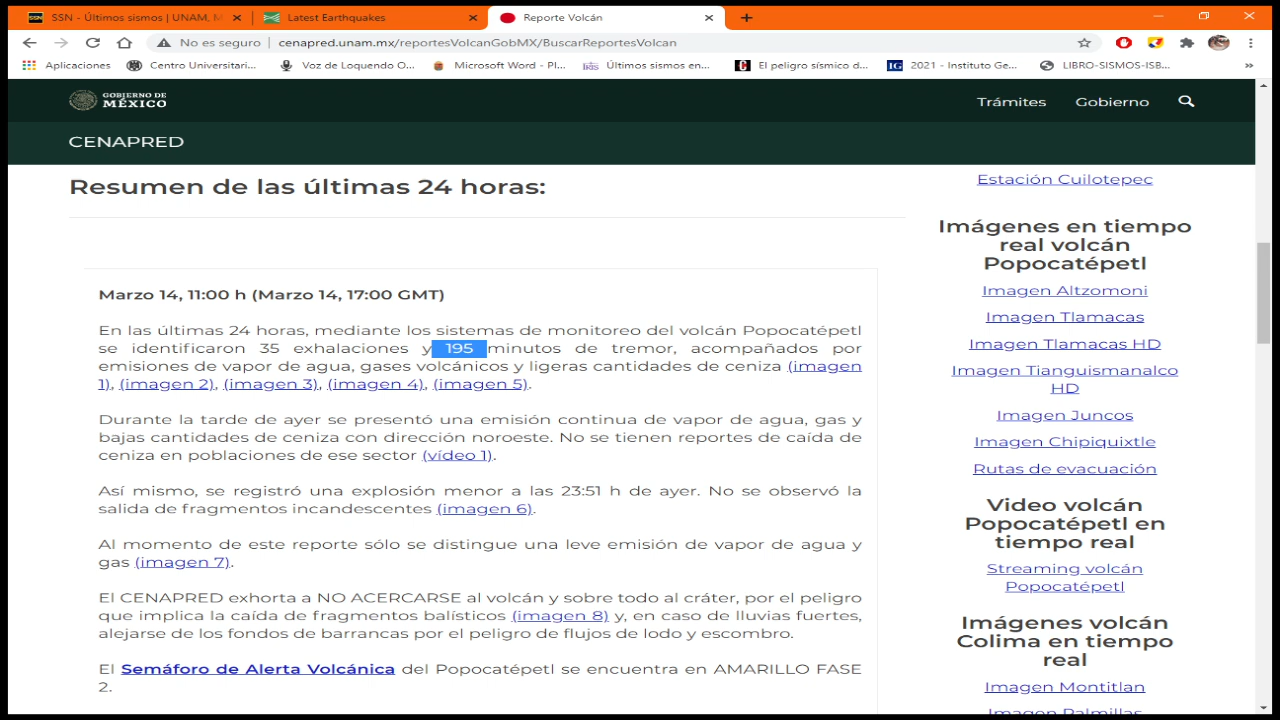 SSN - Últimos sismos | UNAM, M
Latest Earthquakes
Reporte Volcán
No es seguro | cenapred.unam.mx/reportesVolcanGobMX/BuscarReportesVolcan
Aplicaciones
Centro Universitari...
Voz de Loquendo O...
Microsoft Word - Pl...
Últimos sismos en...
El peligro sísmico d...
2021 - Instituto Ge...
LIBRO-SISMOS-ISB...
»
GOBIERNO DE
MÉXICO
Trámites
Gobierno
CENAPRED
Resumen de las últimas 24 horas:
Marzo 14, 11:00 h (Marzo 14, 17:00 GMT)
En las últimas 24 horas, mediante los sistemas de monitoreo del volcán Popocatépetl
se identificaron 35 exhalaciones y 195 minutos de tremor, acompañados por
emisiones de vapor de agua, gases volcánicos y ligeras cantidades de ceniza (imagen
1), (imagen 2), (imagen 3), (imagen 4), (imagen 5).
Durante la tarde de ayer se presentó una emisión continua de vapor de agua, gas y
bajas cantidades de ceniza con dirección noroeste. No se tienen reportes de caída de
ceniza en poblaciones de ese sector (vídeo 1).
Así mismo, se registró una explosión menor a las 23:51 h de ayer. No se observó la
salida de fragmentos incandescentes (imagen 6).
Al momento de este reporte sólo se distingue una leve emisión de vapor de agua y
gas (imagen 7).
El CENAPRED exhorta a NO ACERCARSE al volcán y sobre todo al cráter, por el peligro
que implica la caída de fragmentos balísticos (imagen 8) y, en caso de lluvias fuertes,
alejarse de los fondos de barrancas por el peligro de flujos de lodo y escombro.
El Semáforo de Alerta Volcánica del Popocatépetl se encuentra en AMARILLO FASE
2.
Estación Cuilotepec
Imágenes en tiempo
real volcán
Popocatépetl
Imagen Altzomoni
Imagen Tlamacas
Imagen Tlamacas HD
Imagen Tianguismanalco
HD
Imagen Juncos
Imagen Chipiquixtle
Rutas de evacuación
Video volcán
Popocatépetl en
tiempo real
Streaming volcán
Popocatépetl
Imágenes volcán
Colima en tiempo
real
Imagen Montitlan
Imagen Palmillas